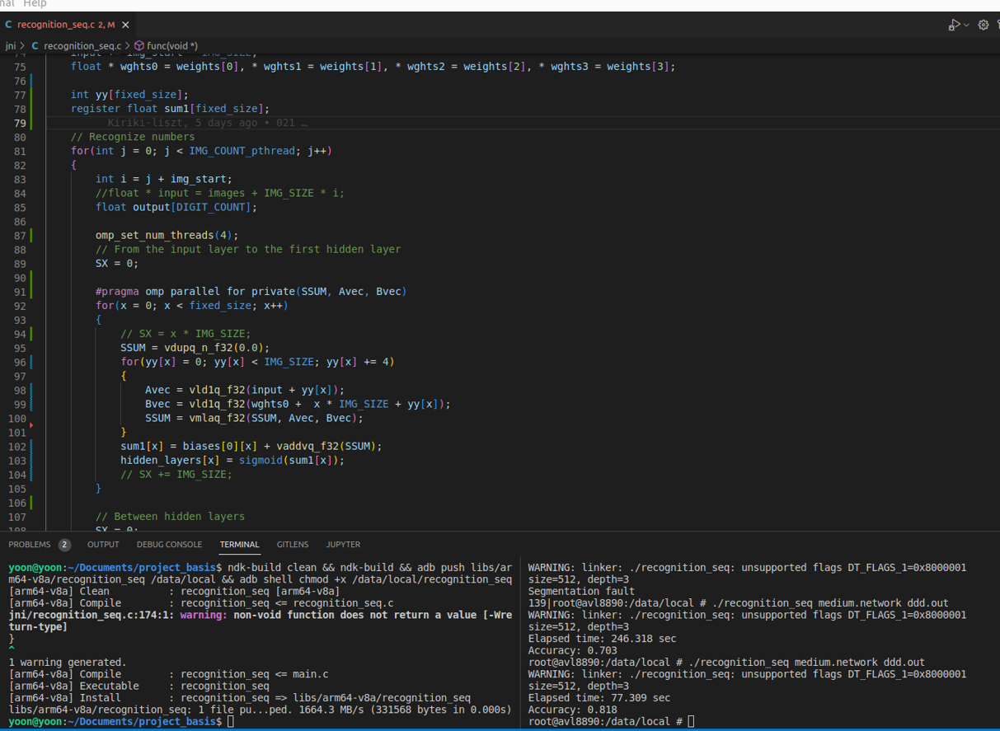 nal  Help
C recognition_seq.c 2, M ×
jni > C recognition_seq.c > func(void *)
75 float * wghts0 = weights[0], * wghts1 = weights[1], * wghts2 = weights[2], * wghts3 = weights[3];
76
77 int yy[fixed_size];
78 register float sum1[fixed_size];
79 Kiriki-liszt, 5 days ago • 021 …
80 // Recognize numbers
81 for(int j = 0; j < IMG_COUNT_pthread; j++)
82 {
83 int i = j + img_start;
84 //float * input = images + IMG_SIZE * i;
85 float output[DIGIT_COUNT];
86
87 omp_set_num_threads(4);
88 // From the input layer to the first hidden layer
89 SX = 0;
90
91 #pragma omp parallel for private(SSUM, Avec, Bvec)
92 for(x = 0; x < fixed_size; x++)
93 {
94 // SX = x * IMG_SIZE;
95 SSUM = vdupq_n_f32(0.0);
96 for(yy[x] = 0; yy[x] < IMG_SIZE; yy[x] += 4)
97 {
98 Avec = vld1q_f32(input + yy[x]);
99 Bvec = vld1q_f32(wghts0 +  x * IMG_SIZE + yy[x]);
100 SSUM = vmlaq_f32(SSUM, Avec, Bvec);
101 }
102 sum1[x] = biases[0][x] + vaddvq_f32(SSUM);
103 hidden_layers[x] = sigmoid(sum1[x]);
104 // SX += IMG_SIZE;
105 }
106
107 // Between hidden layers
108 SX = 0;
PROBLEMS 2 OUTPUT DEBUG CONSOLE TERMINAL GITLENS JUPYTER
yoon@yoon:~/Documents/project_basis$ ndk-build clean && ndk-build && adb push libs/ar
m64-v8a/recognition_seq /data/local && adb shell chmod +x /data/local/recognition_seq
[arm64-v8a] Clean          : recognition_seq [arm64-v8a]
[arm64-v8a] Compile        : recognition_seq <= recognition_seq.c
jni/recognition_seq.c:174:1: warning: non-void function does not return a value [-Wre
turn-type]
}
^
1 warning generated.
[arm64-v8a] Compile        : recognition_seq <= main.c
[arm64-v8a] Executable     : recognition_seq
[arm64-v8a] Install        : recognition_seq => libs/arm64-v8a/recognition_seq
libs/arm64-v8a/recognition_seq: 1 file pu...ped. 1664.3 MB/s (331568 bytes in 0.000s)
yoon@yoon:~/Documents/project_basis$
WARNING: linker: ./recognition_seq: unsupported flags DT_FLAGS_1=0x8000001
size=512, depth=3
Segmentation fault
139|root@avl8890:/data/local # ./recognition_seq medium.network ddd.out
WARNING: linker: ./recognition_seq: unsupported flags DT_FLAGS_1=0x8000001
size=512, depth=3
Elapsed time: 246.318 sec
Accuracy: 0.703
root@avl8890:/data/local # ./recognition_seq medium.network ddd.out
WARNING: linker: ./recognition_seq: unsupported flags DT_FLAGS_1=0x8000001
size=512, depth=3
Elapsed time: 77.309 sec
Accuracy: 0.818
root@avl8890:/data/local #